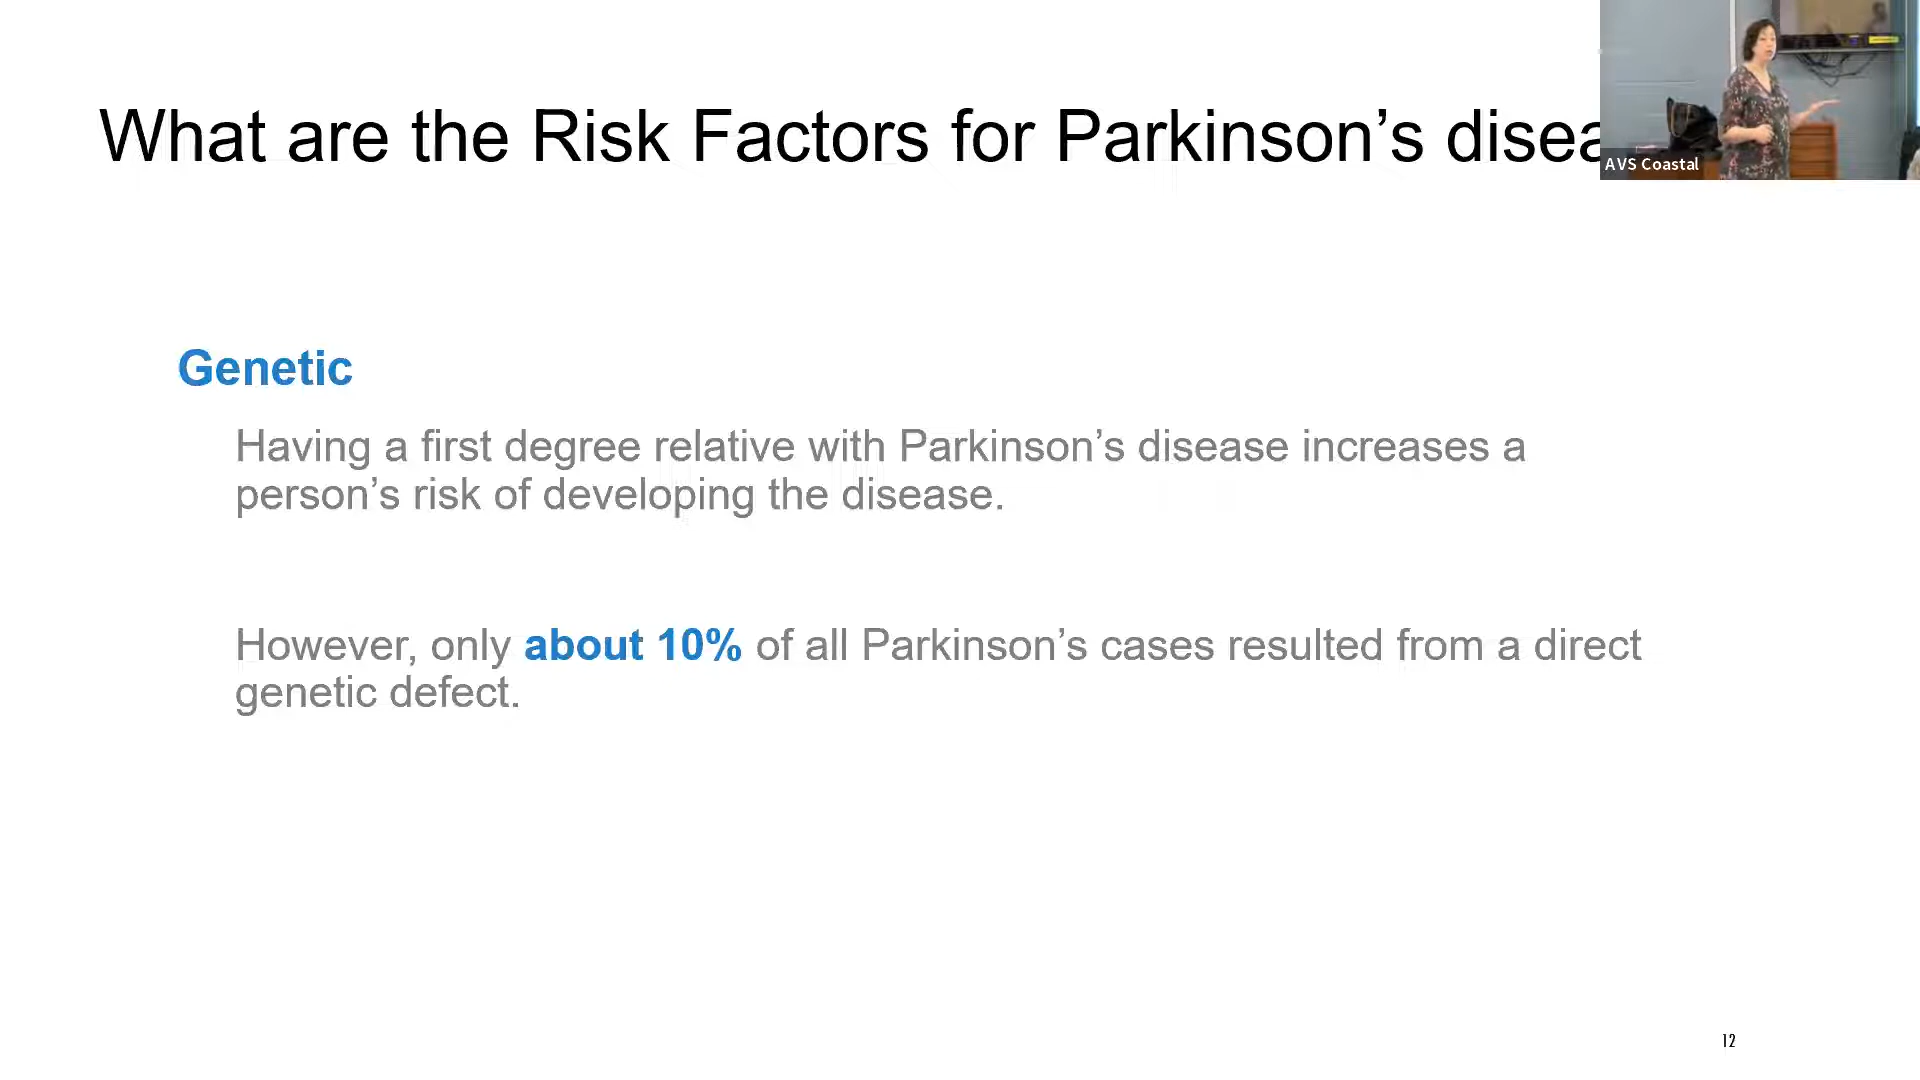 What are the Risk Factors for Parkinson’s disea
AVS Coastal
Genetic
Having a first degree relative with Parkinson’s disease increases a
person’s risk of developing the disease.
However, only about 10% of all Parkinson’s cases resulted from a direct
genetic defect.
12